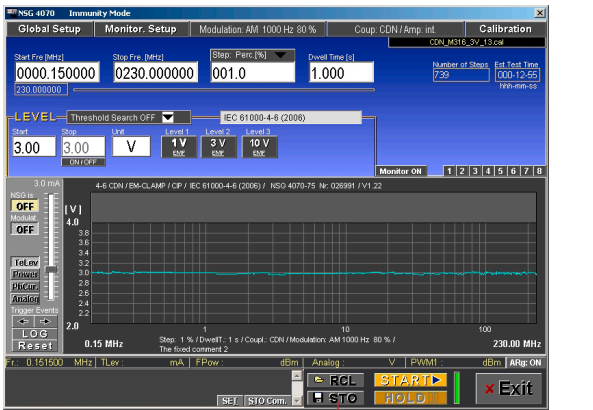 NSG 4070 Immunity Mode
Global Setup Monitor. Setup Modulation: AM 1000 Hz 80 % Coup: CDN / Amp: int. Calibration
CDN_M316_3V_13.cal
Start Fre [MHz] Stop Fre. [MHz] Step: Perc.[%] Dwell Time [s] Number of Steps Est.Test Time
0000.150000 0230.000000 001.0 1.000 739 000-12-55
230.000000 hhh-mm-ss
LEVEL Threshold Search OFF IEC 61000-4-6 (2006)
Start Stop Unit Level 1 Level 2 Level 3
3.00 3.00 V 1 V EMF 3 V EMF 10 V EMF
ON / OFF
Monitor ON 1 2 3 4 5 6 7 8
3.0 mA 4-6 CDN / EM-CLAMP / CIP / IEC 61000-4-6 (2006) / NSG 4070-75 Nr: 026991 / V1.22
NSG is
OFF
Modulat.
OFF
[V]
4.0
3.8
3.6
3.4
3.2
3.0
2.8
2.6
2.4
2.2
2.0
TeLev
Power
PbCur.
Analog
Trigger Events
LOG
Reset
1 10 100
0.15 MHz Step: 1 % / DwellT.: 1 s / Coupl.: CDN /Modulation: AM 1000 Hz 80 % / 230.00 MHz
The fixed comment 2
Fr.: 0.151500 MHz TLev: mA FPow: dBm Analog: V PWM1: dBm ARg: ON
SET STO Com. RCL START
STO HOLD Exit